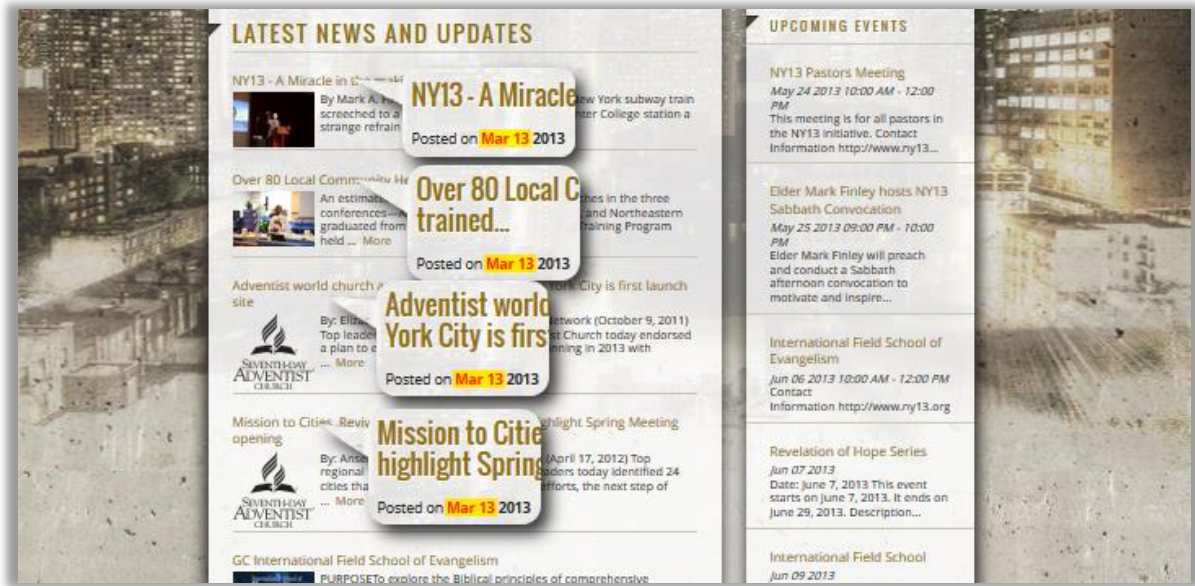 LATEST NEWS AND UPDATES
NY13 - A Miracle in the
By Mark A.
New York subway train
screeched to a
College station a
strange refrain
NY13 - A Miracle
Posted on Mar 13 2013
Over 80 Local Community
An
in the three
conferences
and Northeastern
graduated from
Training Program
held ... More
Over 80 Local C
trained...
Posted on Mar 13 2013
Adventist world church
York City is first launch
site
By:
Network (October 9, 2011)
Top
Church today endorsed
a plan to
in 2013 with
... More
SEVENTH-DAY
ADVENTIST
CHURCH
Adventist world
York City is firs
Posted on Mar 13 2013
Mission to Cities
highlight Spring Meeting
opening
By:
(April 17, 2012) Top
regional
today identified 24
cities
efforts, the next step of
... More
SEVENTH-DAY
ADVENTIST
CHURCH
Mission to Citie
highlight Spring
Posted on Mar 13 2013
GC International Field School of Evangelism
PURPOSETo explore the Biblical principles of comprehensive
UPCOMING EVENTS
NY13 Pastors Meeting
May 24 2013 10:00 AM - 12:00
PM
This meeting is for all pastors in
the NY13 initiative. Contact
Information http://www.ny13...
Elder Mark Finley hosts NY13
Sabbath Convocation
May 25 2013 09:00 PM - 10:00
PM
Elder Mark Finley will preach
and conduct a Sabbath
afternoon convocation to
motivate and inspire...
International Field School of
Evangelism
Jun 06 2013 10:00 AM - 12:00 PM
Contact
Information http://www.ny13.org
Revelation of Hope Series
Jun 07 2013
Date: June 7, 2013 This event
starts on June 7, 2013. It ends on
June 29, 2013. Description...
International Field School
Jun 09 2013